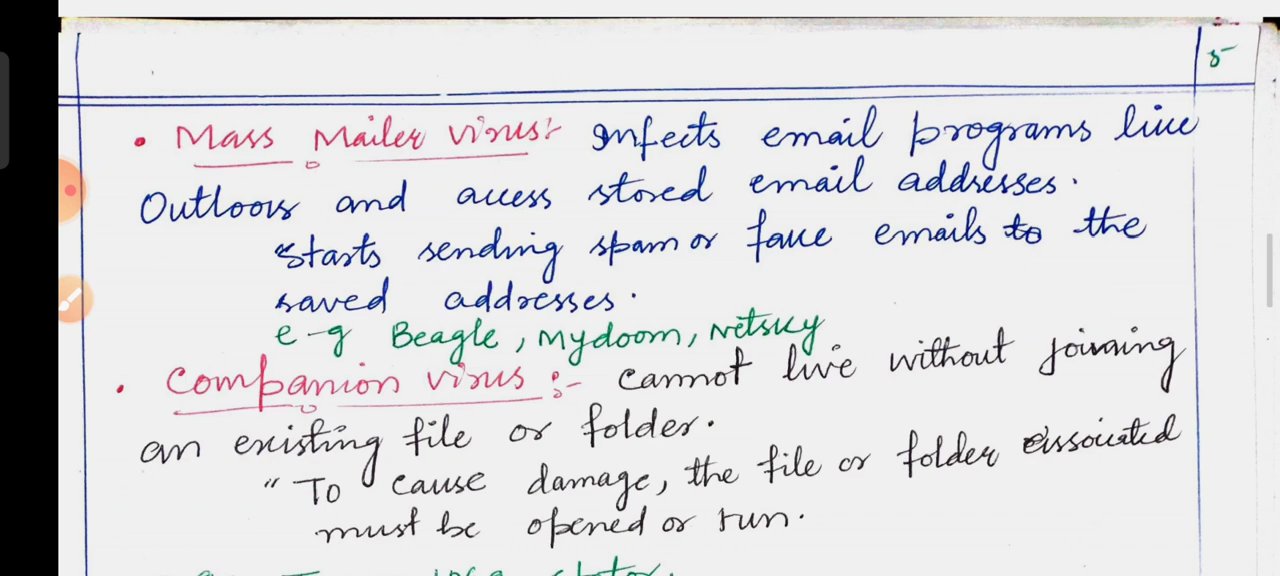 5
• Mass Mailer virus:- Infects email programs like
Outlook and access stored email addresses.
starts sending spam or fake emails to the
saved addresses.
e-g Beagle, Mydoom, Netsky
• Companion virus :- cannot live without joining
an existing file or folder.
" To cause damage, the file or folder associated
must be opened or run.